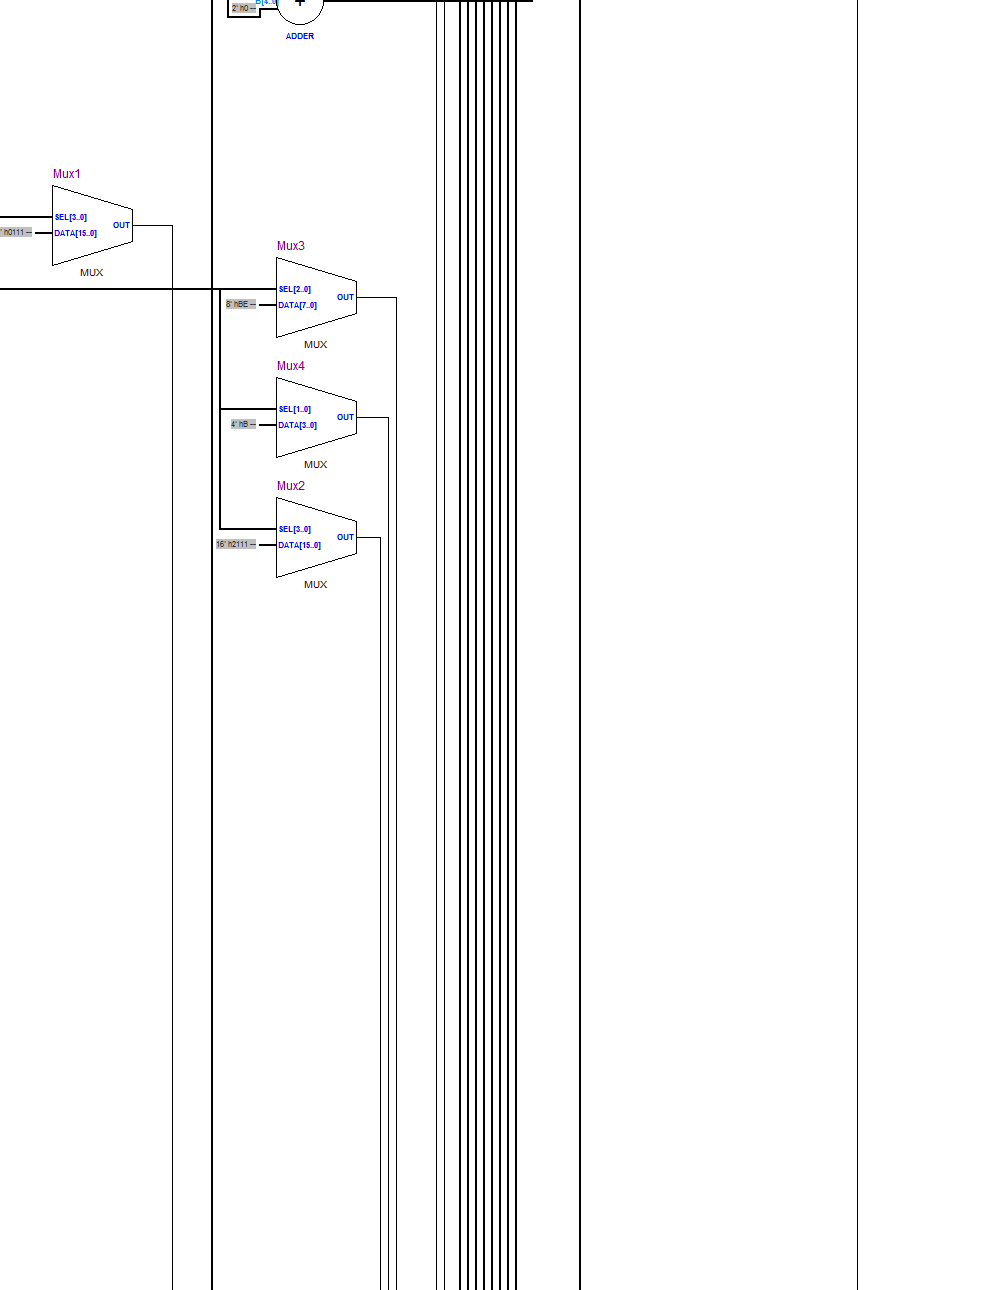 2' h0 --
+
ADDER
Mux1
SEL[3..0]
OUT
' h0111 --
DATA[15..0]
MUX
Mux3
SEL[2..0]
OUT
8' hBE --
DATA[7..0]
MUX
Mux4
SEL[1..0]
OUT
4' hB --
DATA[3..0]
MUX
Mux2
SEL[3..0]
OUT
16' h2111 --
DATA[15..0]
MUX